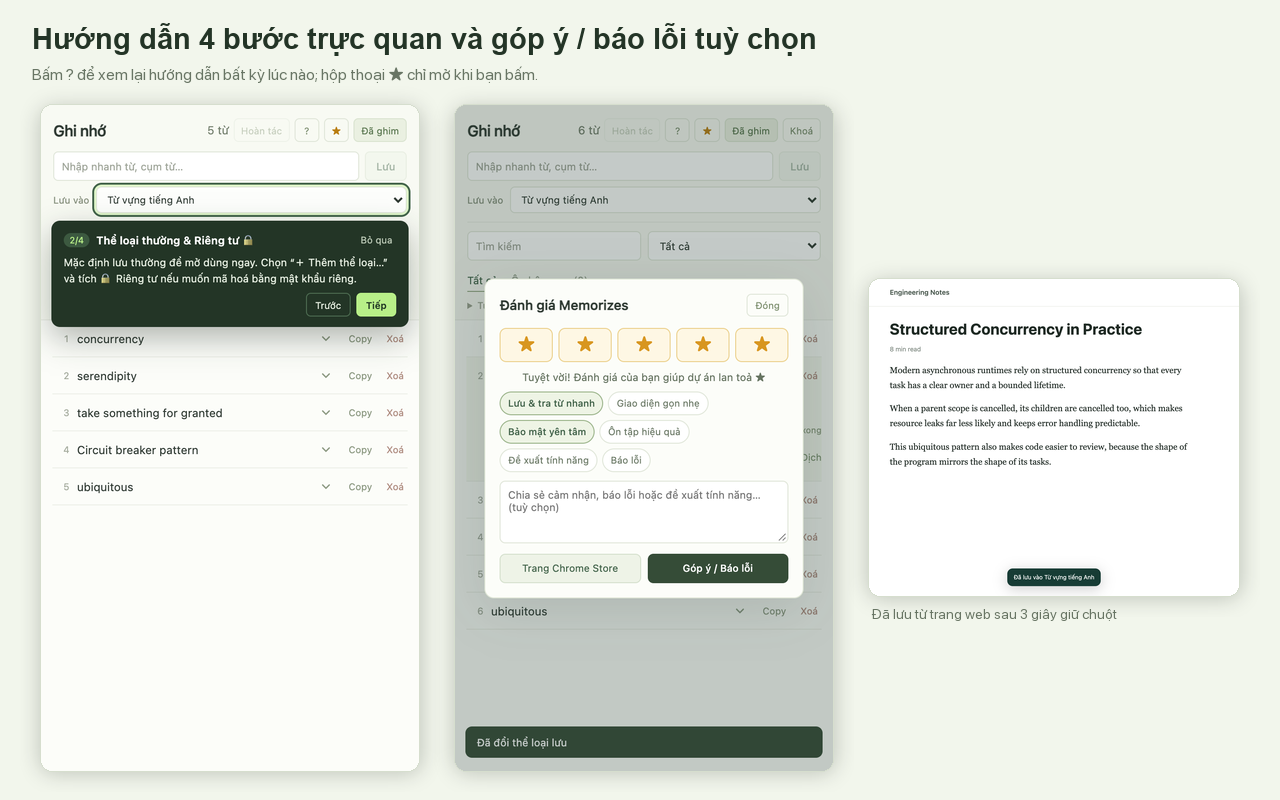 Hướng dẫn 4 bước trực quan và góp ý / báo lỗi tuỳ chọn
Bấm ? để xem lại hướng dẫn bất kỳ lúc nào; hộp thoại ★ chỉ mở khi bạn bấm.
Ghi nhớ
5 từ
Hoàn tác
?
★
Đã ghim
Nhập nhanh từ, cụm từ...
Lưu
Lưu vào
Từ vựng tiếng Anh
2/4
Thể loại thường & Riêng tư 🔒
Bỏ qua
Mặc định lưu thường để mở dùng ngay. Chọn “＋ Thêm thể loại…”
và tích 🔒 Riêng tư nếu muốn mã hoá bằng mật khẩu riêng.
Trước
Tiếp
1 concurrency Copy Xoá
2 serendipity Copy Xoá
3 take something for granted Copy Xoá
4 Circuit breaker pattern Copy Xoá
5 ubiquitous Copy Xoá
Ghi nhớ
6 từ
Hoàn tác
?
★
Đã ghim
Khoá
Nhập nhanh từ, cụm từ...
Lưu
Lưu vào
Từ vựng tiếng Anh
Tìm kiếm
Tất cả
Đánh giá Memorizes
Đóng
★ ★ ★ ★ ★
Tuyệt vời! Đánh giá của bạn giúp dự án lan toả ★
Lưu & tra từ nhanh
Giao diện gọn nhẹ
Bảo mật yên tâm
Ôn tập hiệu quả
Đề xuất tính năng
Báo lỗi
Chia sẻ cảm nhận, báo lỗi hoặc đề xuất tính năng...
(tuỳ chọn)
Trang Chrome Store
Góp ý / Báo lỗi
1
2
Dịch
3
4
5
6 ubiquitous Copy Xoá
Đã đổi thể loại lưu
Engineering Notes
Structured Concurrency in Practice
8 min read
Modern asynchronous runtimes rely on structured concurrency so that every
task has a clear owner and a bounded lifetime.
When a parent scope is cancelled, its children are cancelled too, which makes
resource leaks far less likely and keeps error handling predictable.
This ubiquitous pattern also makes code easier to review, because the shape of
the program mirrors the shape of its tasks.
Đã lưu vào Từ vựng tiếng Anh
Đã lưu từ trang web sau 3 giây giữ chuột